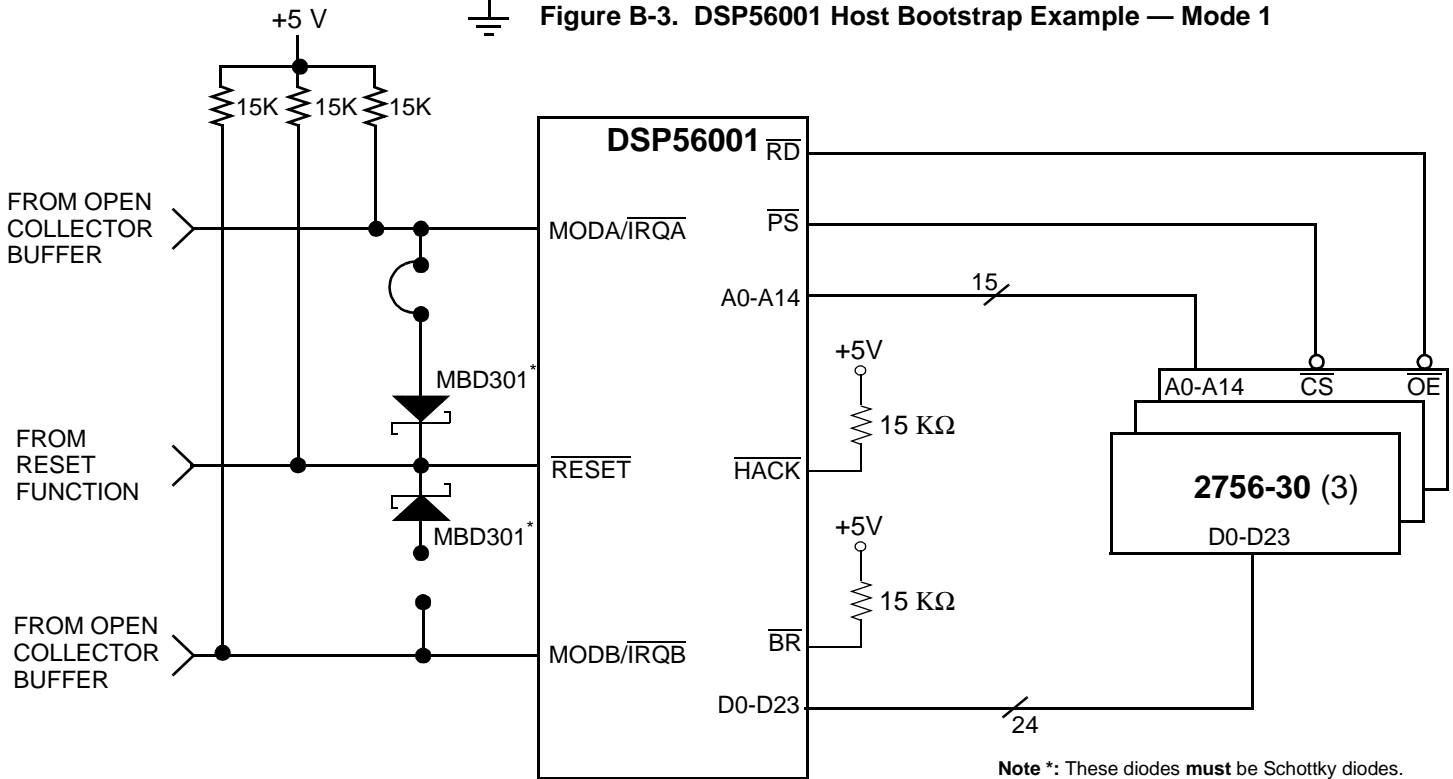 Figure B-3. DSP56001 Host Bootstrap Example — Mode 1
+5 V
15K 15K 15K
DSP56001
RD
FROM OPEN
COLLECTOR
BUFFER
MODA/IRQA
PS
A0-A14
15
+5V
15 KΩ
A0-A14 CS OE
MBD301*
FROM
RESET
FUNCTION
RESET
HACK
2756-30 (3)
D0-D23
MBD301*
+5V
15 KΩ
FROM OPEN
COLLECTOR
BUFFER
MODB/IRQB
BR
D0-D23
24
Note *: These diodes must be Schottky diodes.